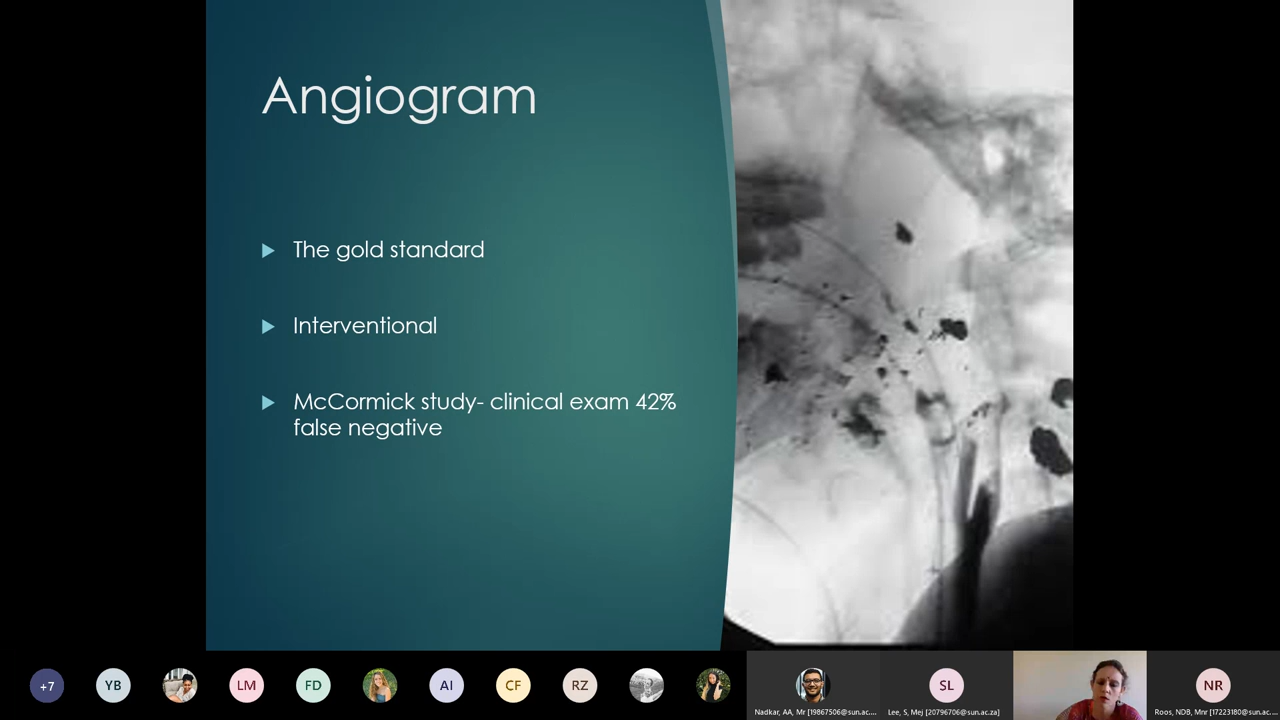 Angiogram
The gold standard
Interventional
McCormick study- clinical exam 42%
false negative
+7
YB
LM
FD
AI
CF
RZ
SL
NR
Nadkar, AA, Mr [19867506@sun.ac....
Lee, S, Mej [20796706@sun.ac.za]
Roos, NDB, Mnr [17223180@sun.ac....